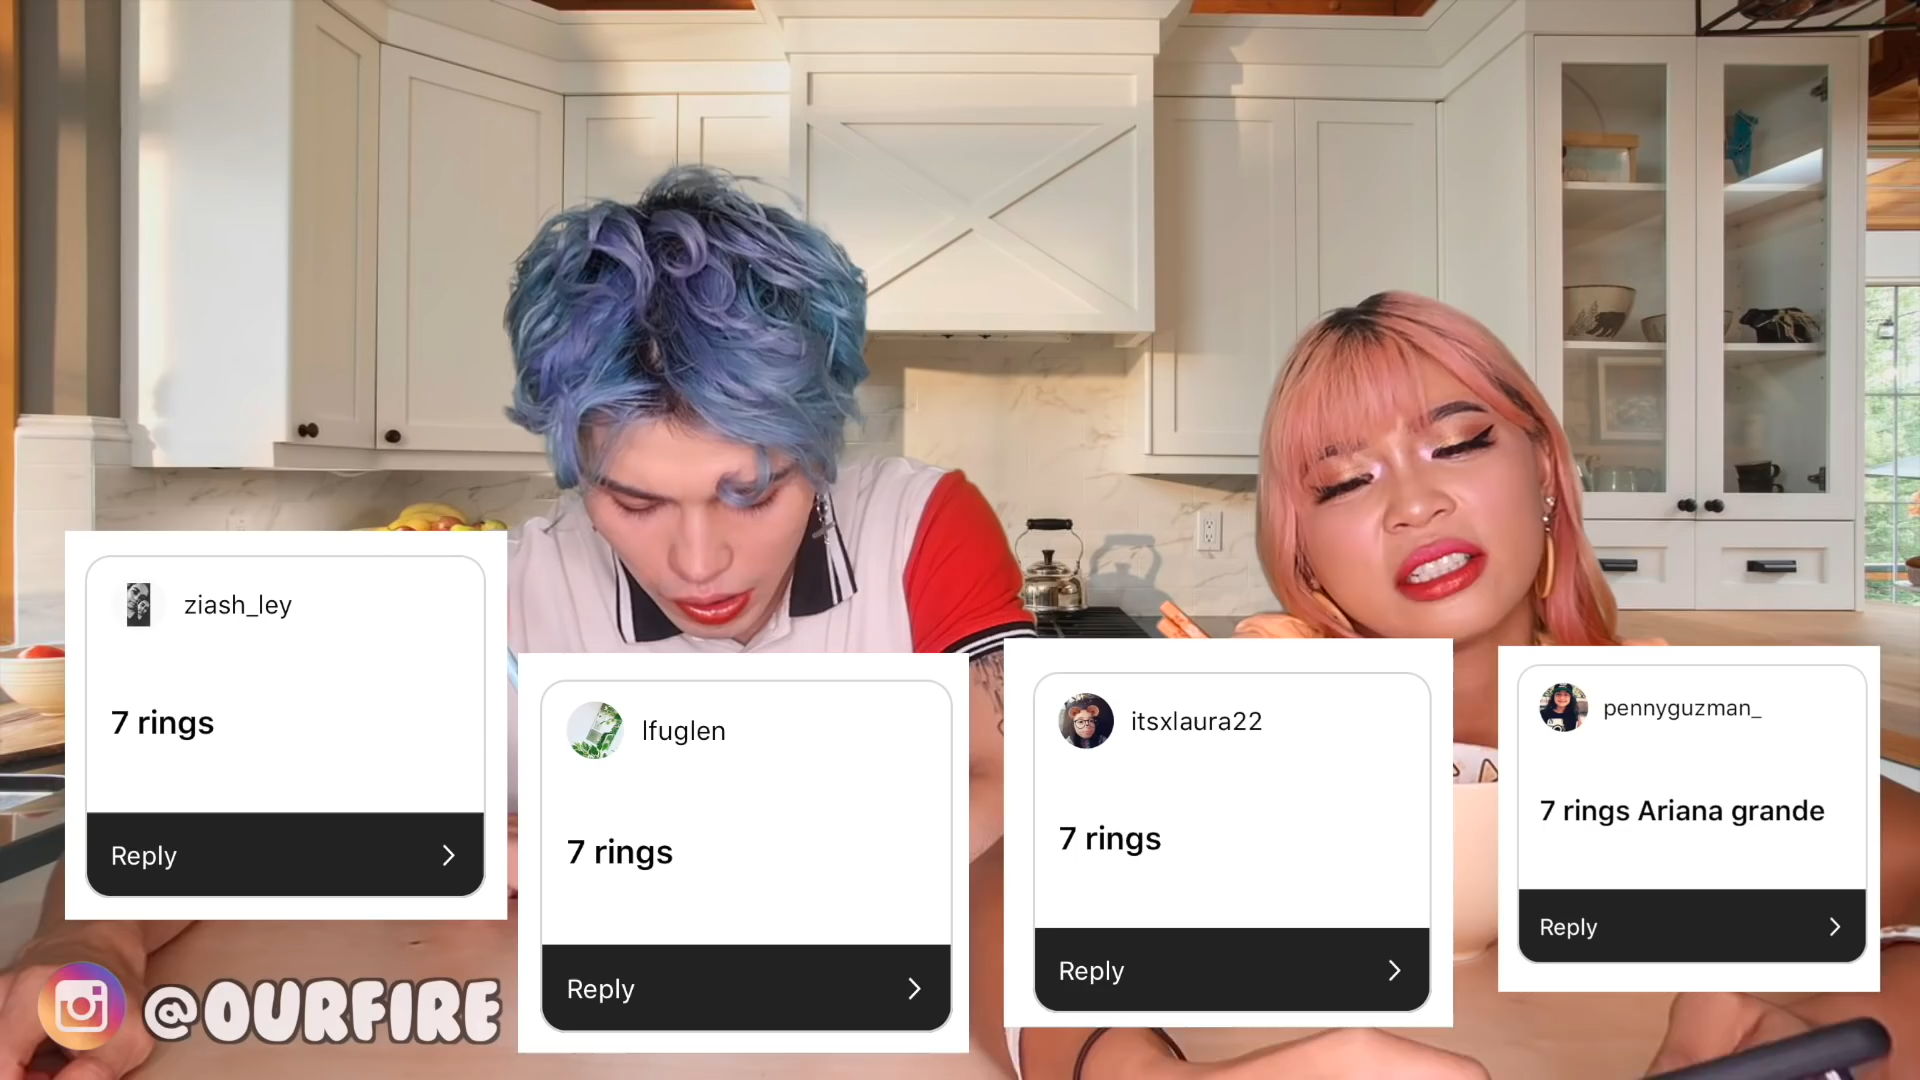 ziash_ley
7 rings
Reply
lfuglen
7 rings
Reply
itsxlaura22
7 rings
Reply
pennyguzman_
7 rings Ariana grande
Reply
@OURFIRE